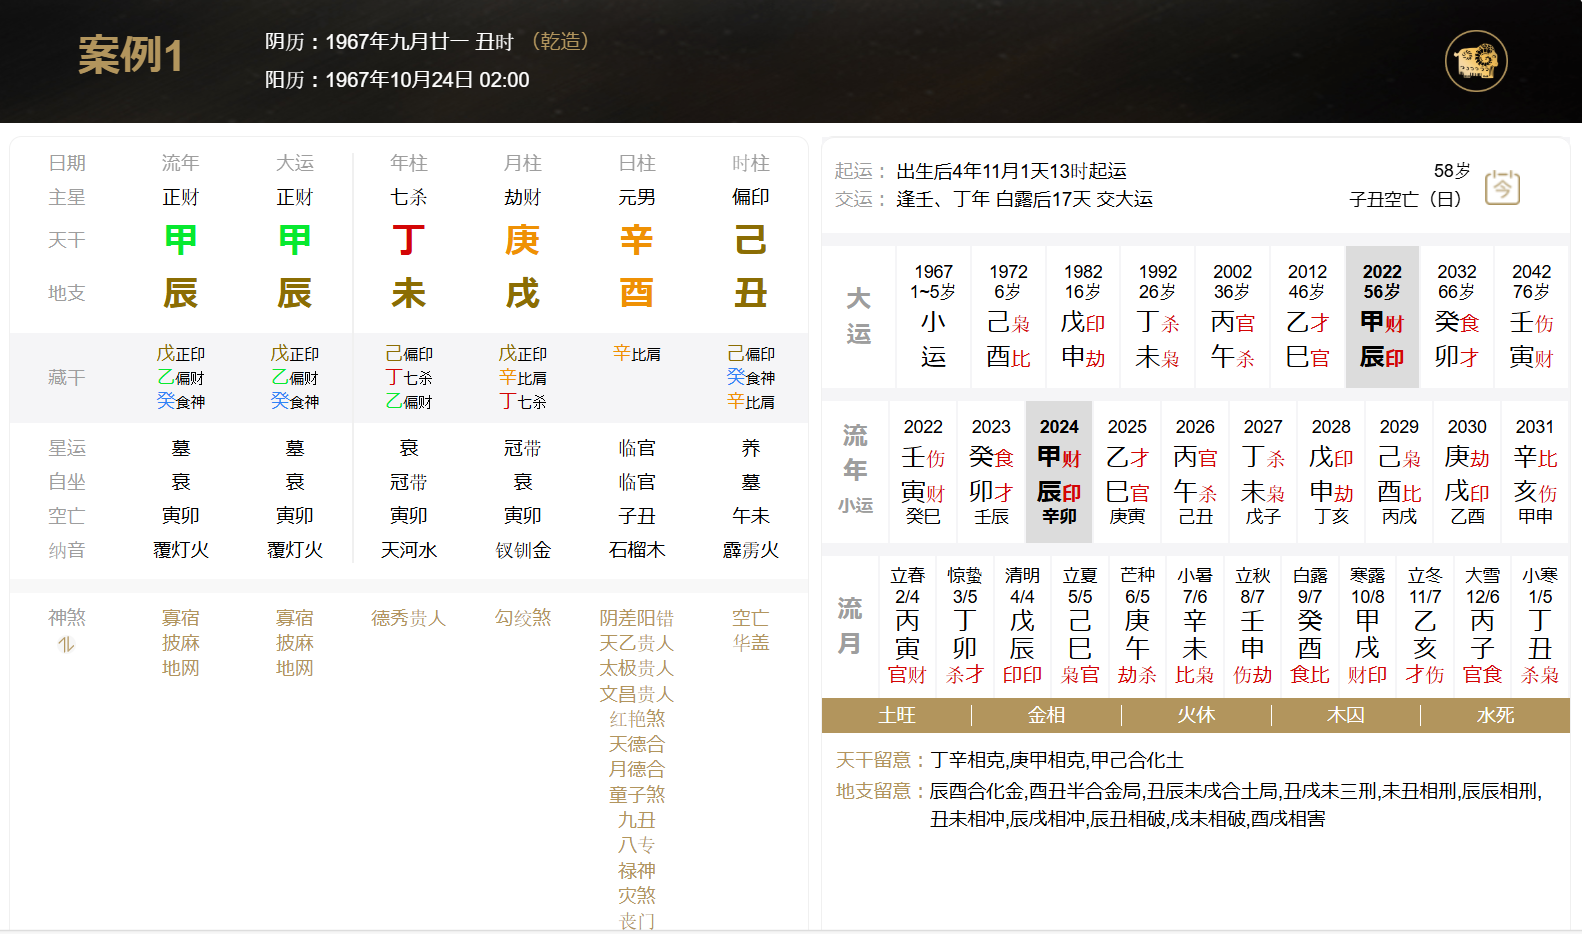 案例1
阴历：1967年九月廿一 丑时 （乾造）
阳历：1967年10月24日 02:00
日期 流年 大运 年柱 月柱 日柱 时柱
主星 正财 正财 七杀 劫财 元男 偏印
天干 甲 甲 丁 庚 辛 己
地支 辰 辰 未 戌 酉 丑
藏干
戊正印 戊正印 己偏印 戊正印 辛比肩 己偏印
乙偏财 乙偏财 丁七杀 辛比肩 癸食神
癸食神 癸食神 乙偏财 丁七杀 辛比肩
星运 墓 墓 衰 冠带 临官 养
自坐 衰 衰 冠带 衰 临官 墓
空亡 寅卯 寅卯 寅卯 寅卯 子丑 午未
纳音 覆灯火 覆灯火 天河水 钗钏金 石榴木 霹雳火
神煞 寡宿 寡宿 德秀贵人 勾绞煞 阴差阳错 空亡
披麻 披麻 天乙贵人 华盖
地网 地网 太极贵人
文昌贵人
红艳煞
天德合
月德合
童子煞
九丑
八专
禄神
灾煞
丧门
起运： 出生后4年11月1天13时起运 58岁
交运： 逢壬、丁年 白露后17天 交大运 子丑空亡（日）
今
大运
1967 1972 1982 1992 2002 2012 2022 2032 2042
1~5岁 6岁 16岁 26岁 36岁 46岁 56岁 66岁 76岁
小 己枭 戊印 丁杀 丙官 乙才 甲财 癸食 壬伤
运 酉比 申劫 未枭 午杀 巳官 辰印 卯才 寅财
流年
小运
2022 2023 2024 2025 2026 2027 2028 2029 2030 2031
壬伤 癸食 甲财 乙才 丙官 丁杀 戊印 己枭 庚劫 辛比
寅财 卯才 辰印 巳官 午杀 未枭 申劫 酉比 戌印 亥伤
癸巳 壬辰 辛卯 庚寅 己丑 戊子 丁亥 丙戌 乙酉 甲申
流月
立春 惊蛰 清明 立夏 芒种 小暑 立秋 白露 寒露 立冬 大雪 小寒
2/4 3/5 4/4 5/5 6/5 7/6 8/7 9/7 10/8 11/7 12/6 1/5
丙 丁 戊 己 庚 辛 壬 癸 甲 乙 丙 丁
寅 卯 辰 巳 午 未 申 酉 戌 亥 子 丑
官财 杀才 印印 枭官 劫杀 比枭 伤劫 食比 财印 才伤 官食 杀枭
土旺 金相 火休 木囚 水死
天干留意：丁辛相克,庚甲相克,甲己合化土
地支留意：辰酉合化金,酉丑半合金局,丑辰未戌合土局,丑戌未三刑,未丑相刑,辰辰相刑,
丑未相冲,辰戌相冲,辰丑相破,戌未相破,酉戌相害